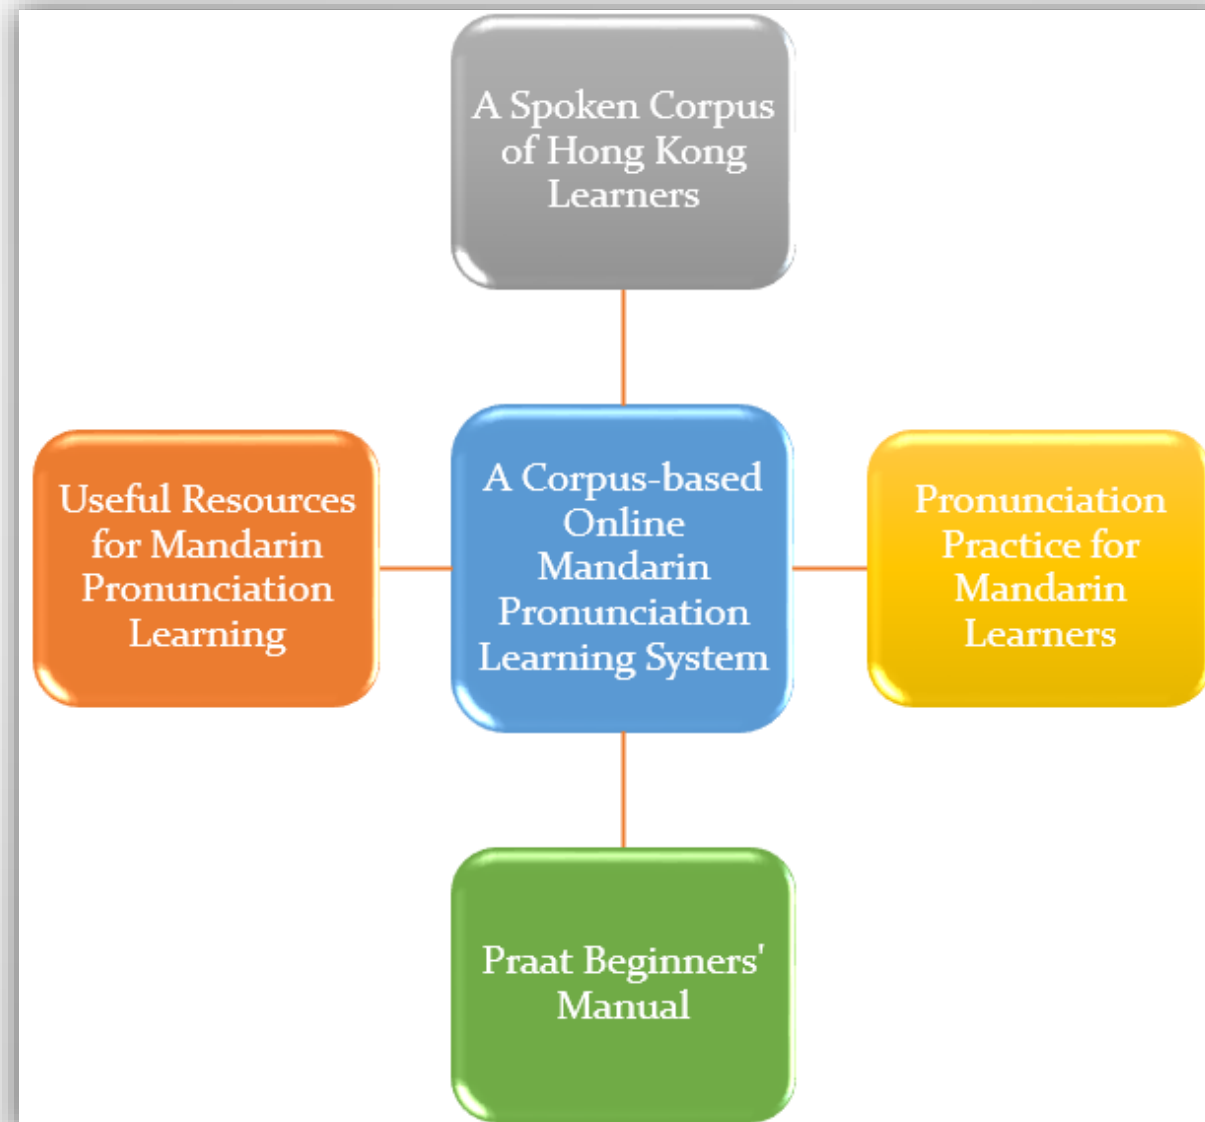 A Spoken Corpus
of Hong Kong
Learners
Useful Resources
for Mandarin
Pronunciation
Learning
A Corpus-based
Online
Mandarin
Pronunciation
Learning System
Pronunciation
Practice for
Mandarin
Learners
Praat Beginners'
Manual